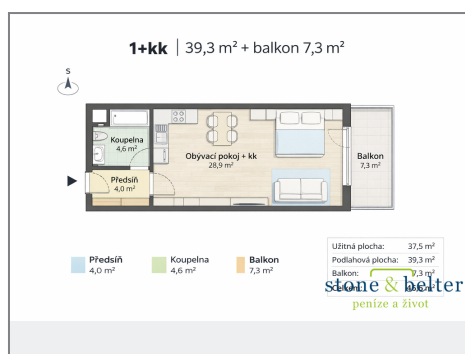 1+kk | 39,3 m² + balkon 7,3 m²
S
Koupelna
4,6 m²
Obývací pokoj + kk
28,9 m²
Balkon
7,3 m²
Předsíň
4,0 m²
Předsíň
4,0 m²
Koupelna
4,6 m²
Balkon
7,3 m²
Užitná plocha: 37,5 m²
Podlahová plocha: 39,3 m²
Balkon: 7,3 m²
Celkem:
stone & belter
peníze a život